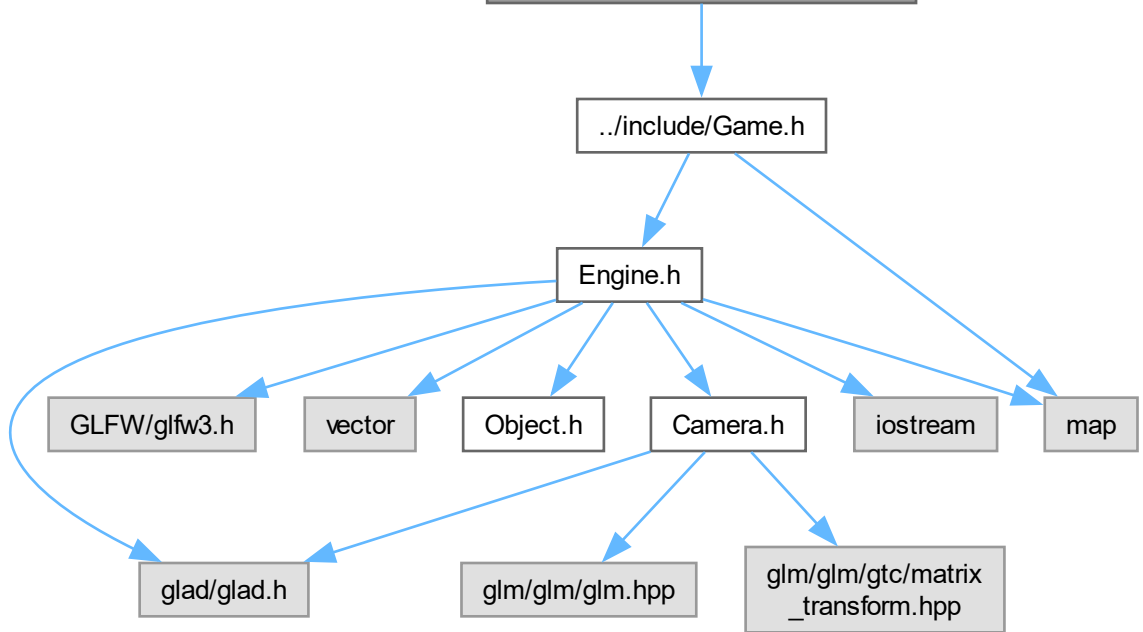 ../include/Game.h
Engine.h
GLFW/glfw3.h
vector
Object.h
Camera.h
iostream
map
glad/glad.h
glm/glm/glm.hpp
glm/glm/gtc/matrix
_transform.hpp